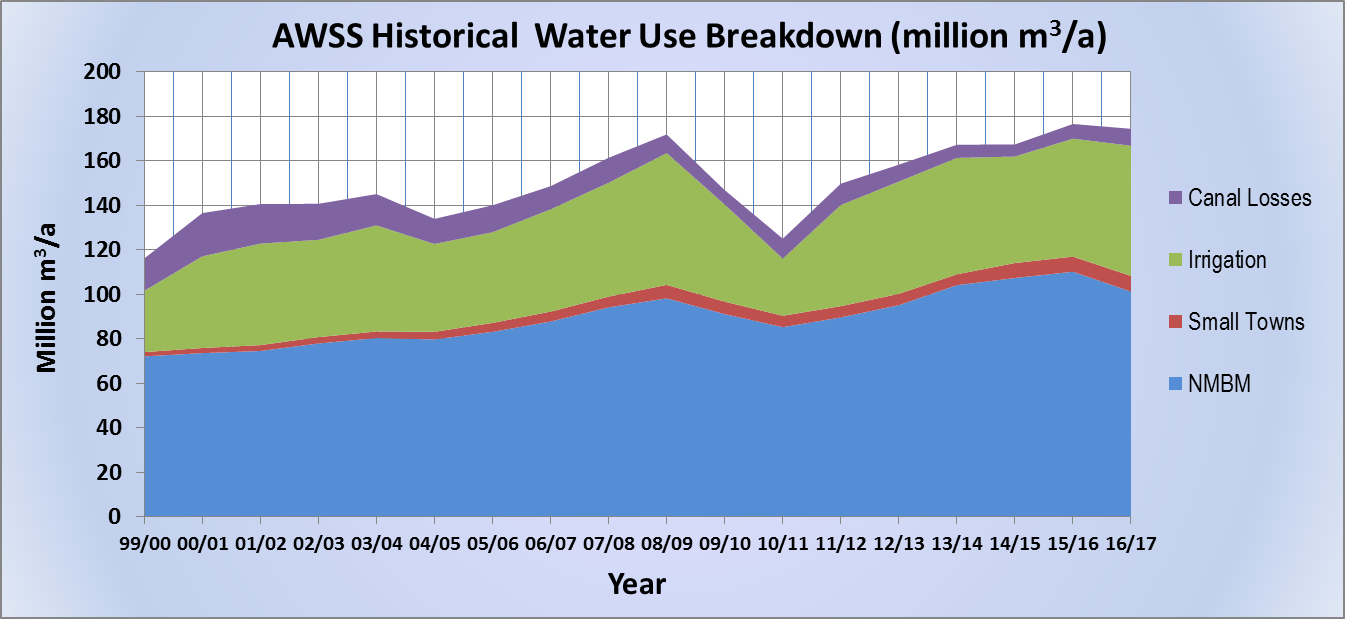 AWSS Historical  Water Use Breakdown (million m³/a)
200
180
160
140
120
100
80
60
40
20
0
Million m³/a
99/00 00/01 01/02 02/03 03/04 04/05 05/06 06/07 07/08 08/09 09/10 10/11 11/12 12/13 13/14 14/15 15/16 16/17
Year
Canal Losses
Irrigation
Small Towns
NMBM